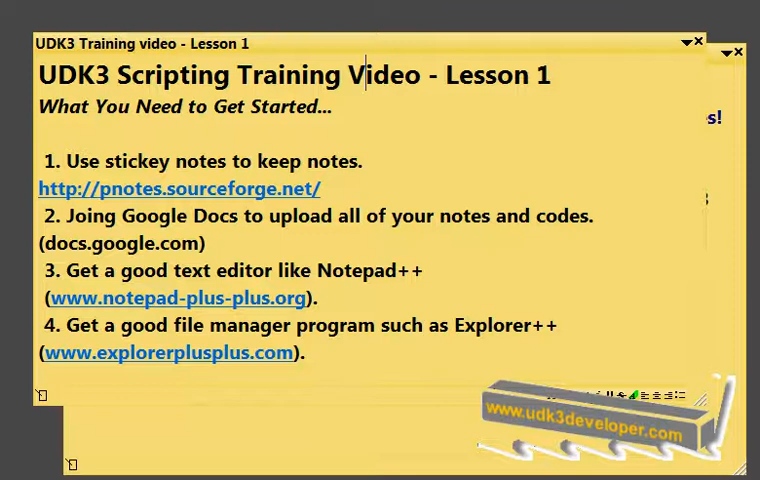 UDK3 Training video - Lesson 1
UDK3 Scripting Training Video - Lesson 1
What You Need to Get Started...
1. Use stickey notes to keep notes.
http://pnotes.sourceforge.net/
2. Joing Google Docs to upload all of your notes and codes.
(docs.google.com)
3. Get a good text editor like Notepad++
(www.notepad-plus-plus.org).
4. Get a good file manager program such as Explorer++
(www.explorerplusplus.com).
www.udk3developer.com